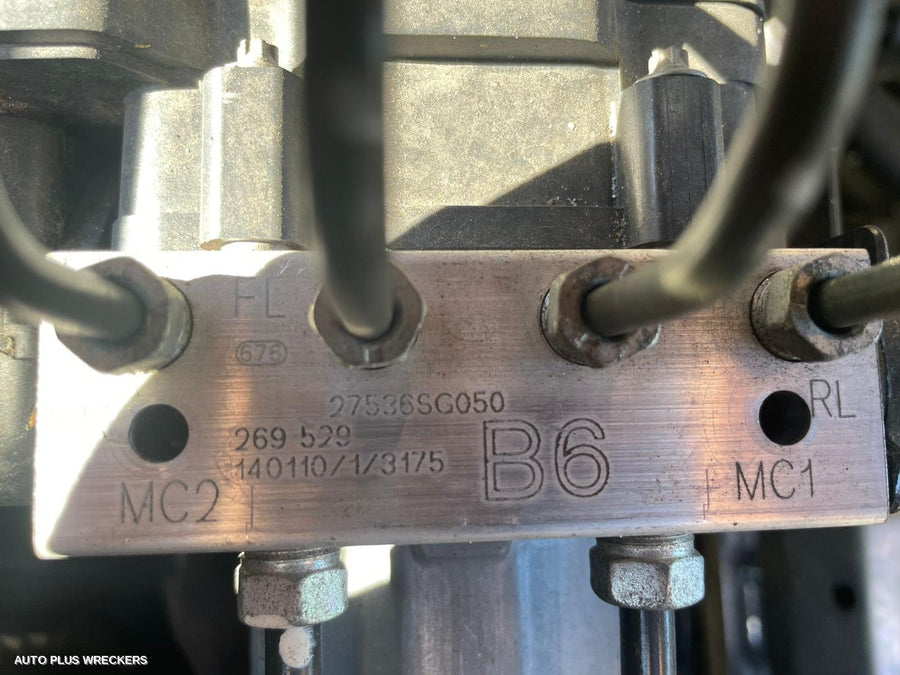 FL
676
27536SG050
RL
269 529
B6
140110/1/3175
MC2
MC1
AUTO PLUS WRECKERS